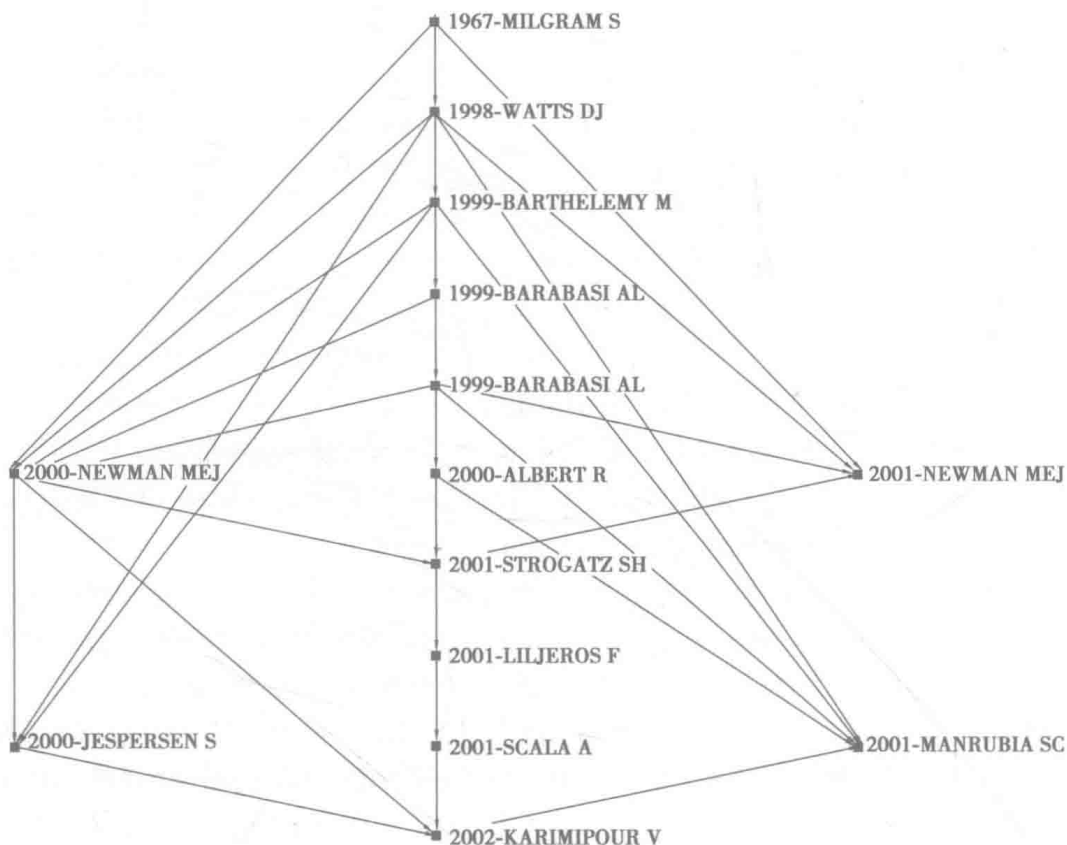 1967-MILGRAM S
1998-WATTS DJ
1999-BARTHELEMY M
1999-BARABASI AL
1999-BARABASI AL
2000-NEWMAN MEJ
2000-ALBERT R
2001-NEWMAN MEJ
2001-STROGATZ SH
2001-LILJEROS F
2000-JESPERSEN S
2001-SCALA A
2001-MANRUBIA SC
2002-KARIMIPOUR V